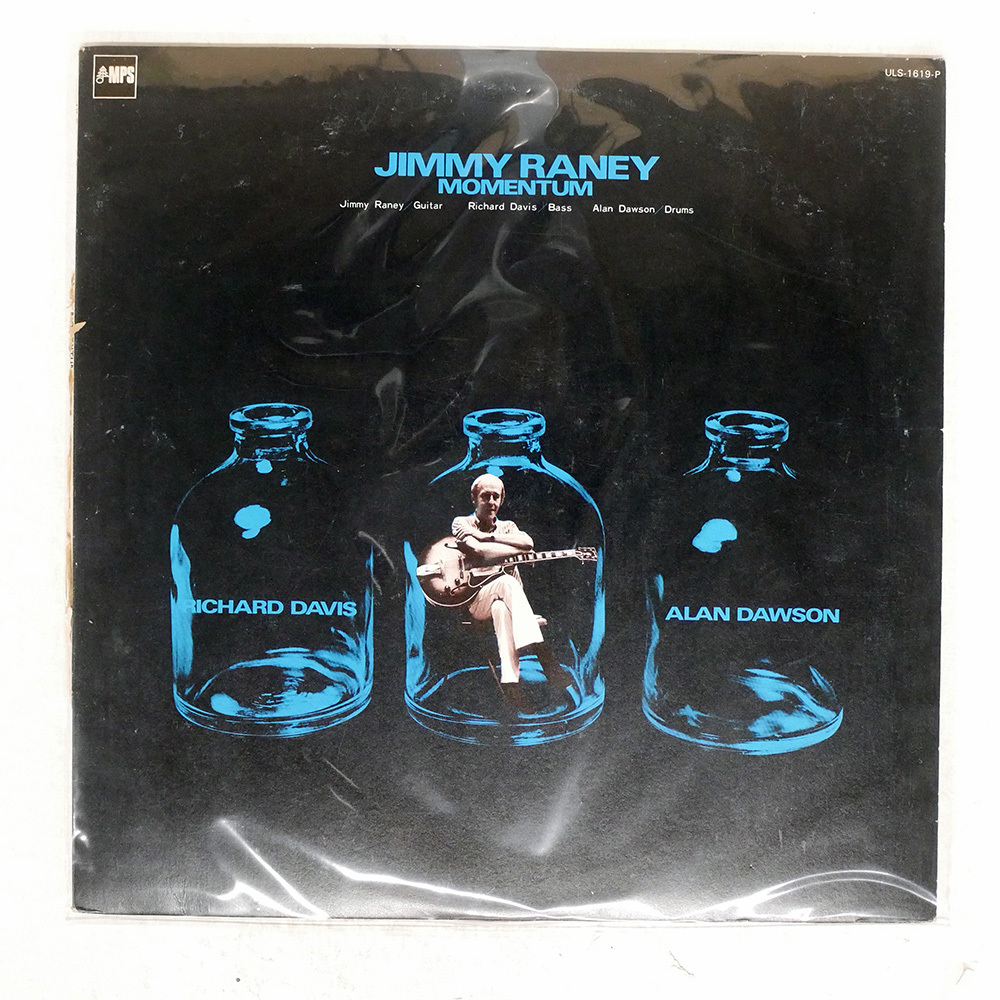 MPS
ULS-1619-P
JIMMY RANEY
MOMENTUM
Jimmy Raney/Guitar Richard Davis/Bass Alan Dawson/Drums
RICHARD DAVIS
ALAN DAWSON